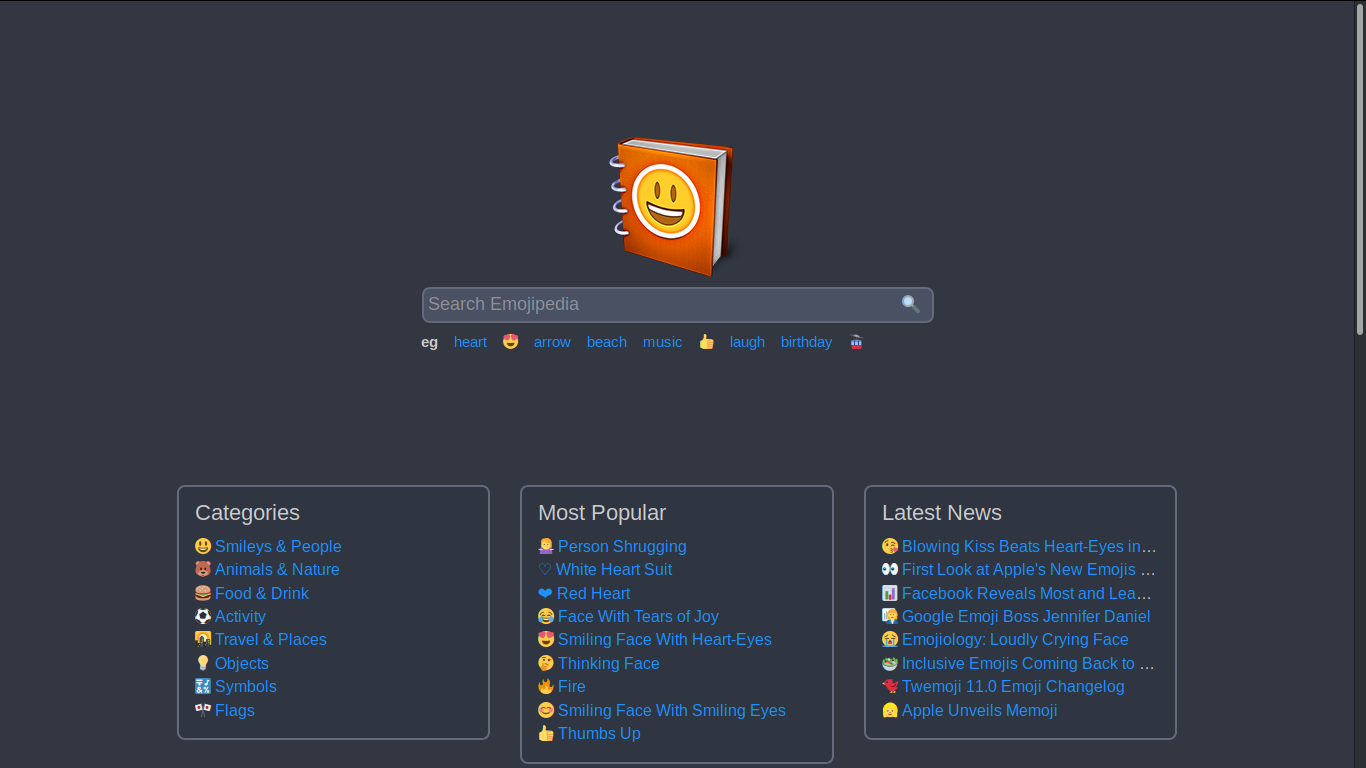 Search Emojipedia 🔍
eg heart 😍 arrow beach music 👍 laugh birthday 🚡
Categories
😃 Smileys & People
🐻 Animals & Nature
🍔 Food & Drink
⚽ Activity
🌇 Travel & Places
💡 Objects
🔣 Symbols
🎌 Flags
Most Popular
🤷 Person Shrugging
♡ White Heart Suit
❤ Red Heart
😂 Face With Tears of Joy
😍 Smiling Face With Heart-Eyes
🤔 Thinking Face
🔥 Fire
😊 Smiling Face With Smiling Eyes
👍 Thumbs Up
Latest News
😘 Blowing Kiss Beats Heart-Eyes in…
👀 First Look at Apple's New Emojis …
📊 Facebook Reveals Most and Lea…
👩‍🎨 Google Emoji Boss Jennifer Daniel
😭 Emojiology: Loudly Crying Face
🥗 Inclusive Emojis Coming Back to …
🐦 Twemoji 11.0 Emoji Changelog
👱‍♀️ Apple Unveils Memoji